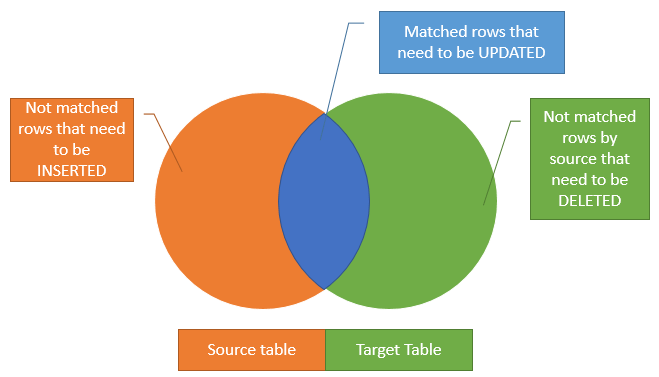 Matched rows that
need to be UPDATED
Not matched
rows that need
to be
INSERTED
Not matched
rows by
source that
need to be
DELETED
Source table
Target Table